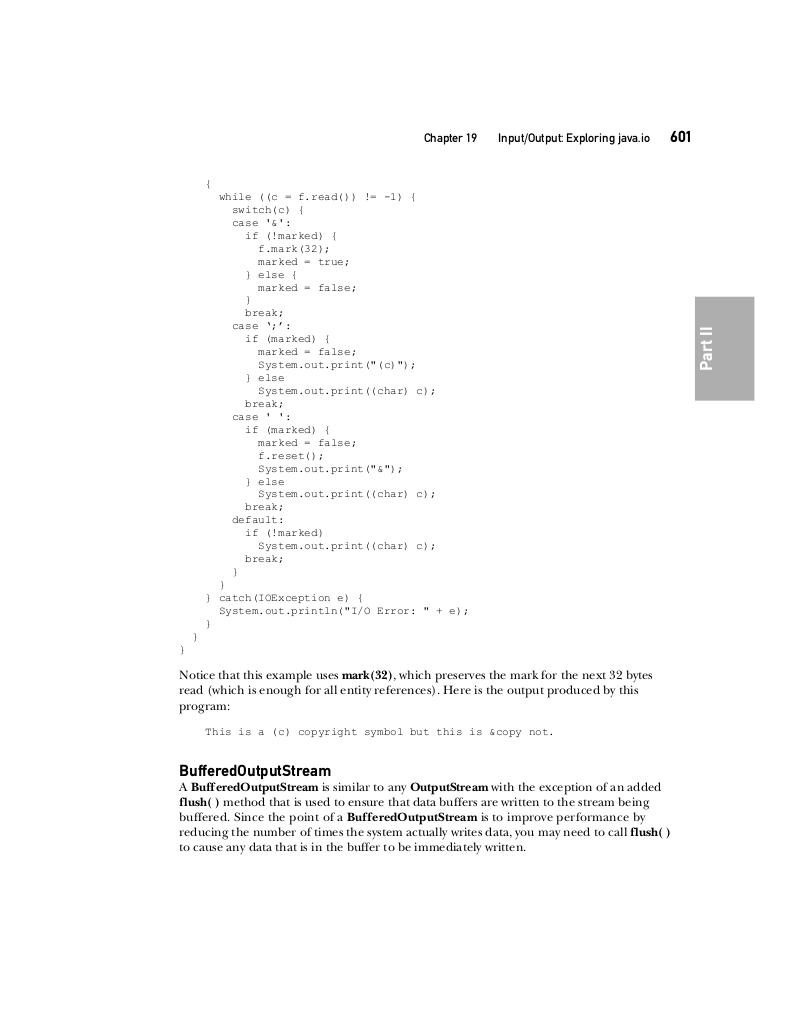 Chapter 19 Input/Output: Exploring java.io 601
{
while ((c = f.read()) != -1) {
switch(c) {
case '&':
if (!marked) {
f.mark(32);
marked = true;
} else {
marked = false;
}
break;
case ‘;’:
if (marked) {
marked = false;
System.out.print("(c)");
} else
System.out.print((char) c);
break;
case ' ':
if (marked) {
marked = false;
f.reset();
System.out.print("&");
} else
System.out.print((char) c);
break;
default:
if (!marked)
System.out.print((char) c);
break;
}
}
} catch(IOException e) {
System.out.println("I/O Error: " + e);
}
}
}
Part II
Notice that this example uses mark(32), which preserves the mark for the next 32 bytes
read (which is enough for all entity references). Here is the output produced by this
program:
This is a (c) copyright symbol but this is &copy not.
BufferedOutputStream
A BufferedOutputStream is similar to any OutputStream with the exception of an added
flush( ) method that is used to ensure that data buffers are written to the stream being
buffered. Since the point of a BufferedOutputStream is to improve performance by
reducing the number of times the system actually writes data, you may need to call flush( )
to cause any data that is in the buffer to be immediately written.